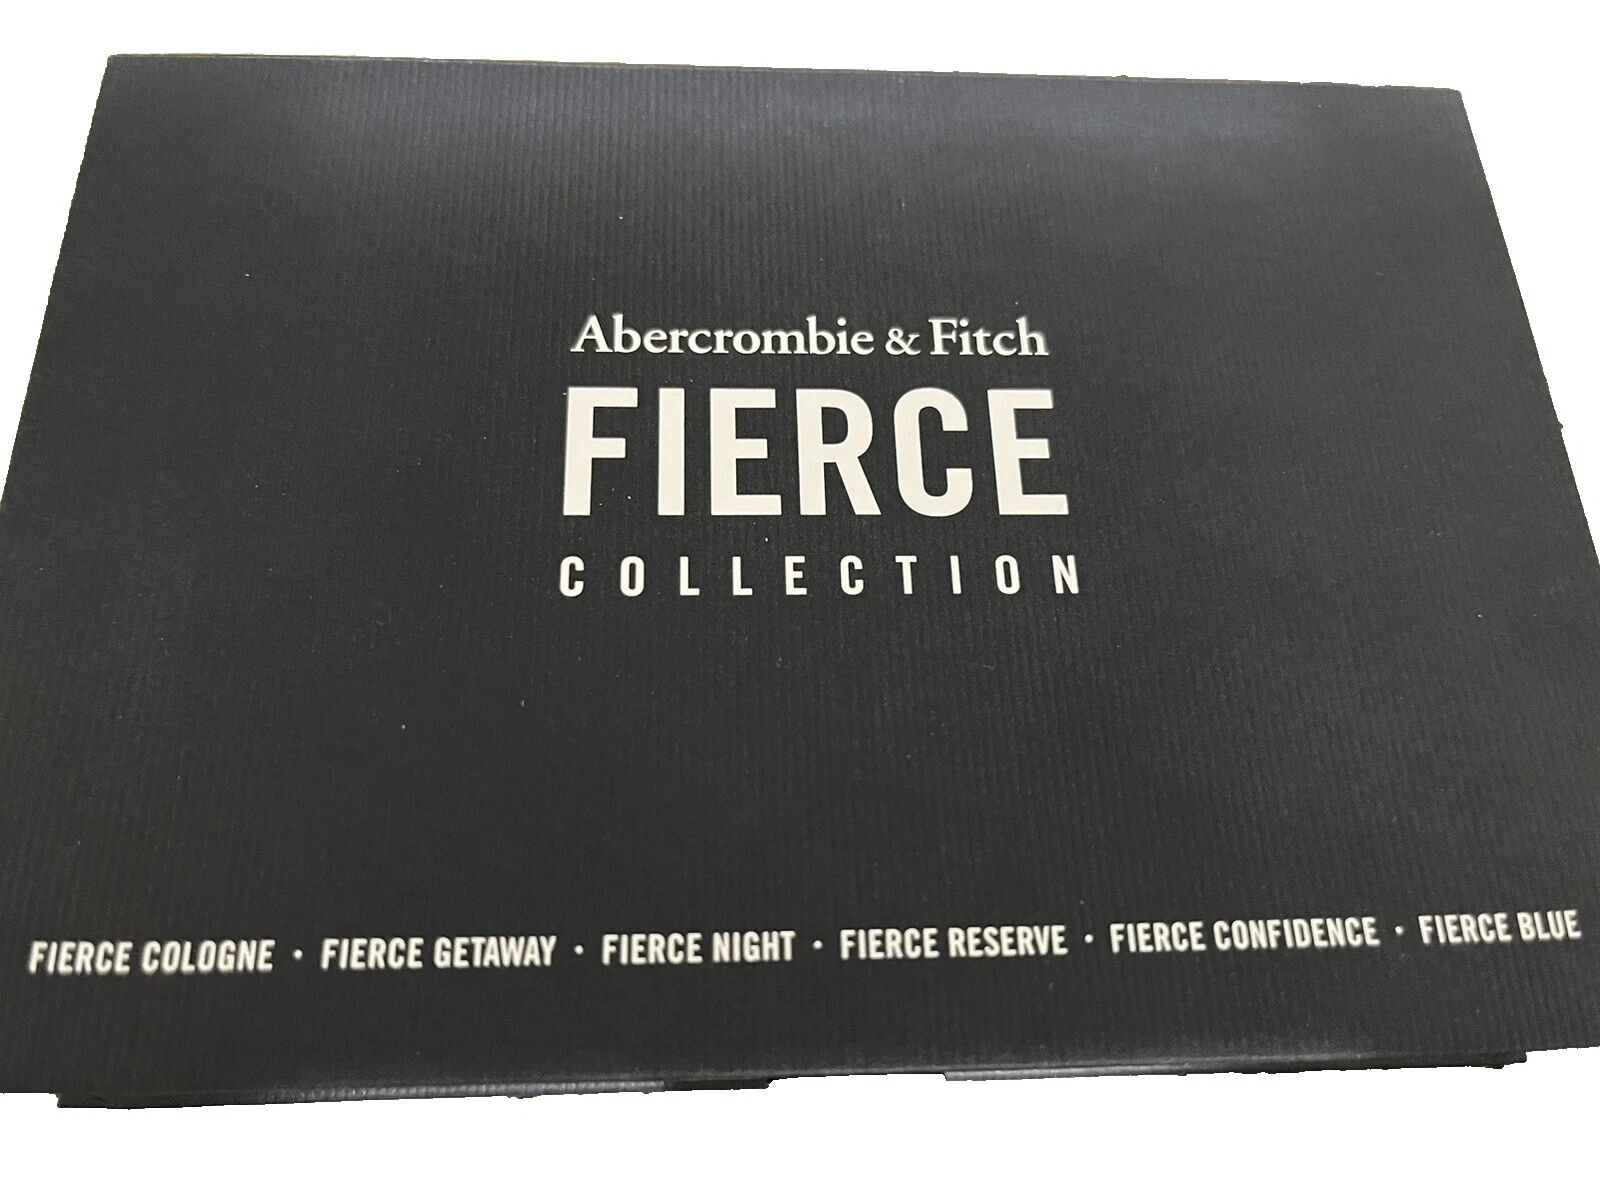 Abercrombie & Fitch
FIERCE
COLLECTION
FIERCE COLOGNE · FIERCE GETAWAY · FIERCE NIGHT · FIERCE RESERVE · FIERCE CONFIDENCE · FIERCE BLUE